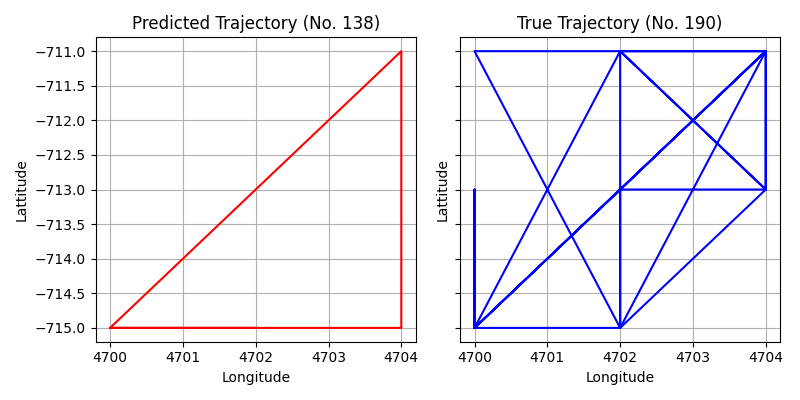 Predicted Trajectory (No. 138)
True Trajectory (No. 190)
−711.0
−711.5
−712.0
−712.5
−713.0
−713.5
−714.0
−714.5
−715.0
Lattitude
Lattitude
4700 4701 4702 4703 4704
4700 4701 4702 4703 4704
Longitude
Longitude